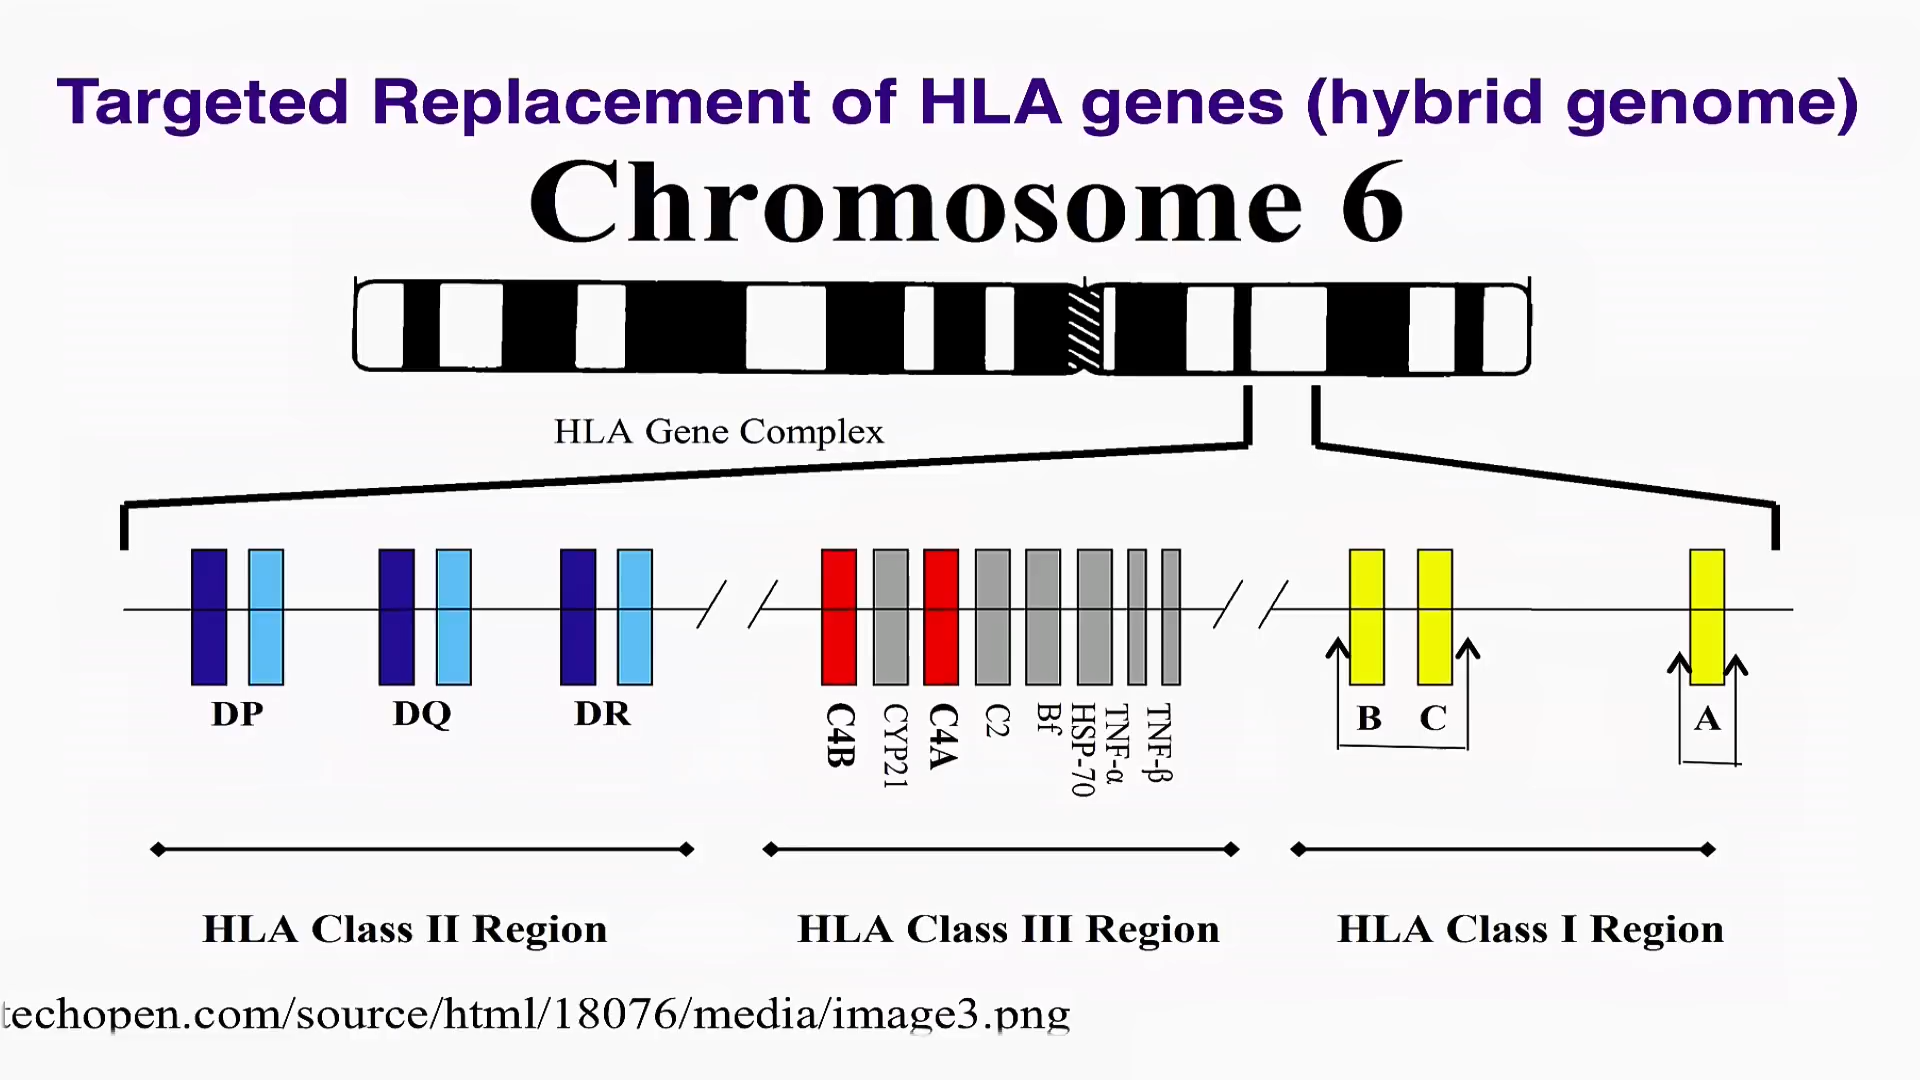 Targeted Replacement of HLA genes (hybrid genome)
Chromosome 6
HLA Gene Complex
DP DQ DR C4B CYP21 C4A C2 Bf HSP-70 TNF-α TNF-β B C A
HLA Class II Region HLA Class III Region HLA Class I Region
techopen.com/source/html/18076/media/image3.png